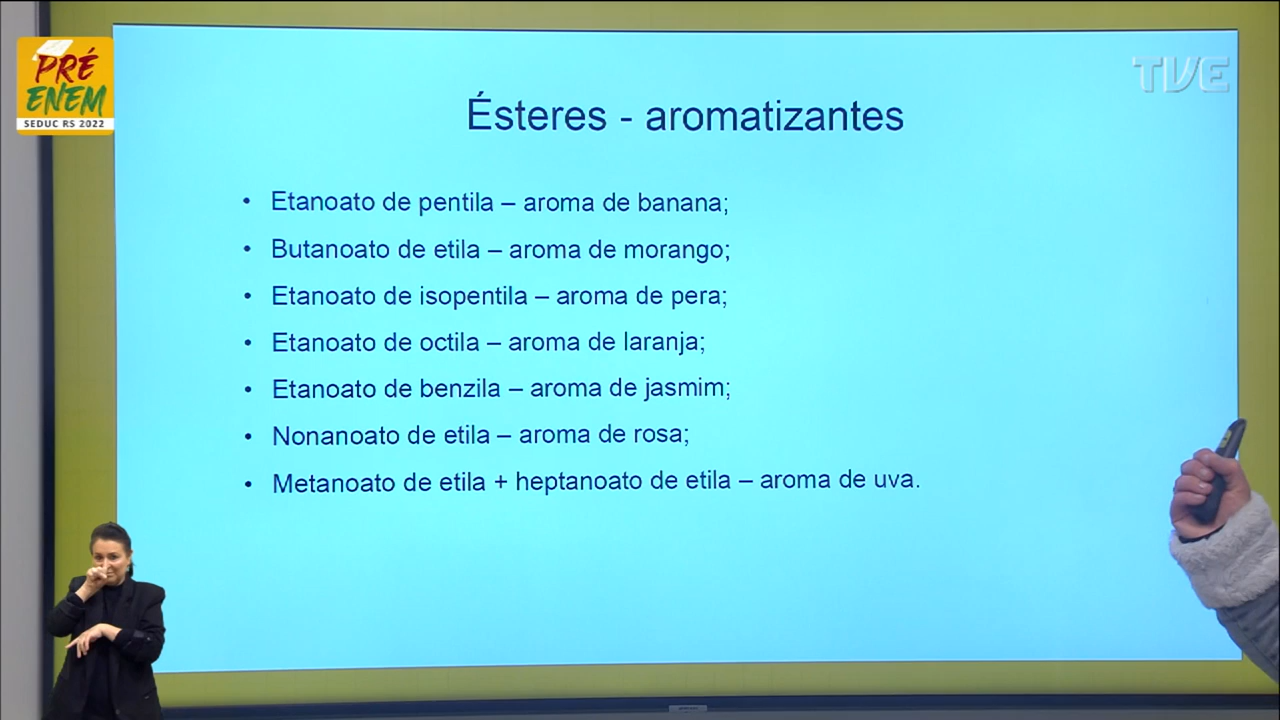 PRÉ
ENEM
SEDUC RS 2022
TVE
Ésteres - aromatizantes
• Etanoato de pentila – aroma de banana;
• Butanoato de etila – aroma de morango;
• Etanoato de isopentila – aroma de pera;
• Etanoato de octila – aroma de laranja;
• Etanoato de benzila – aroma de jasmim;
• Nonanoato de etila – aroma de rosa;
• Metanoato de etila + heptanoato de etila – aroma de uva.